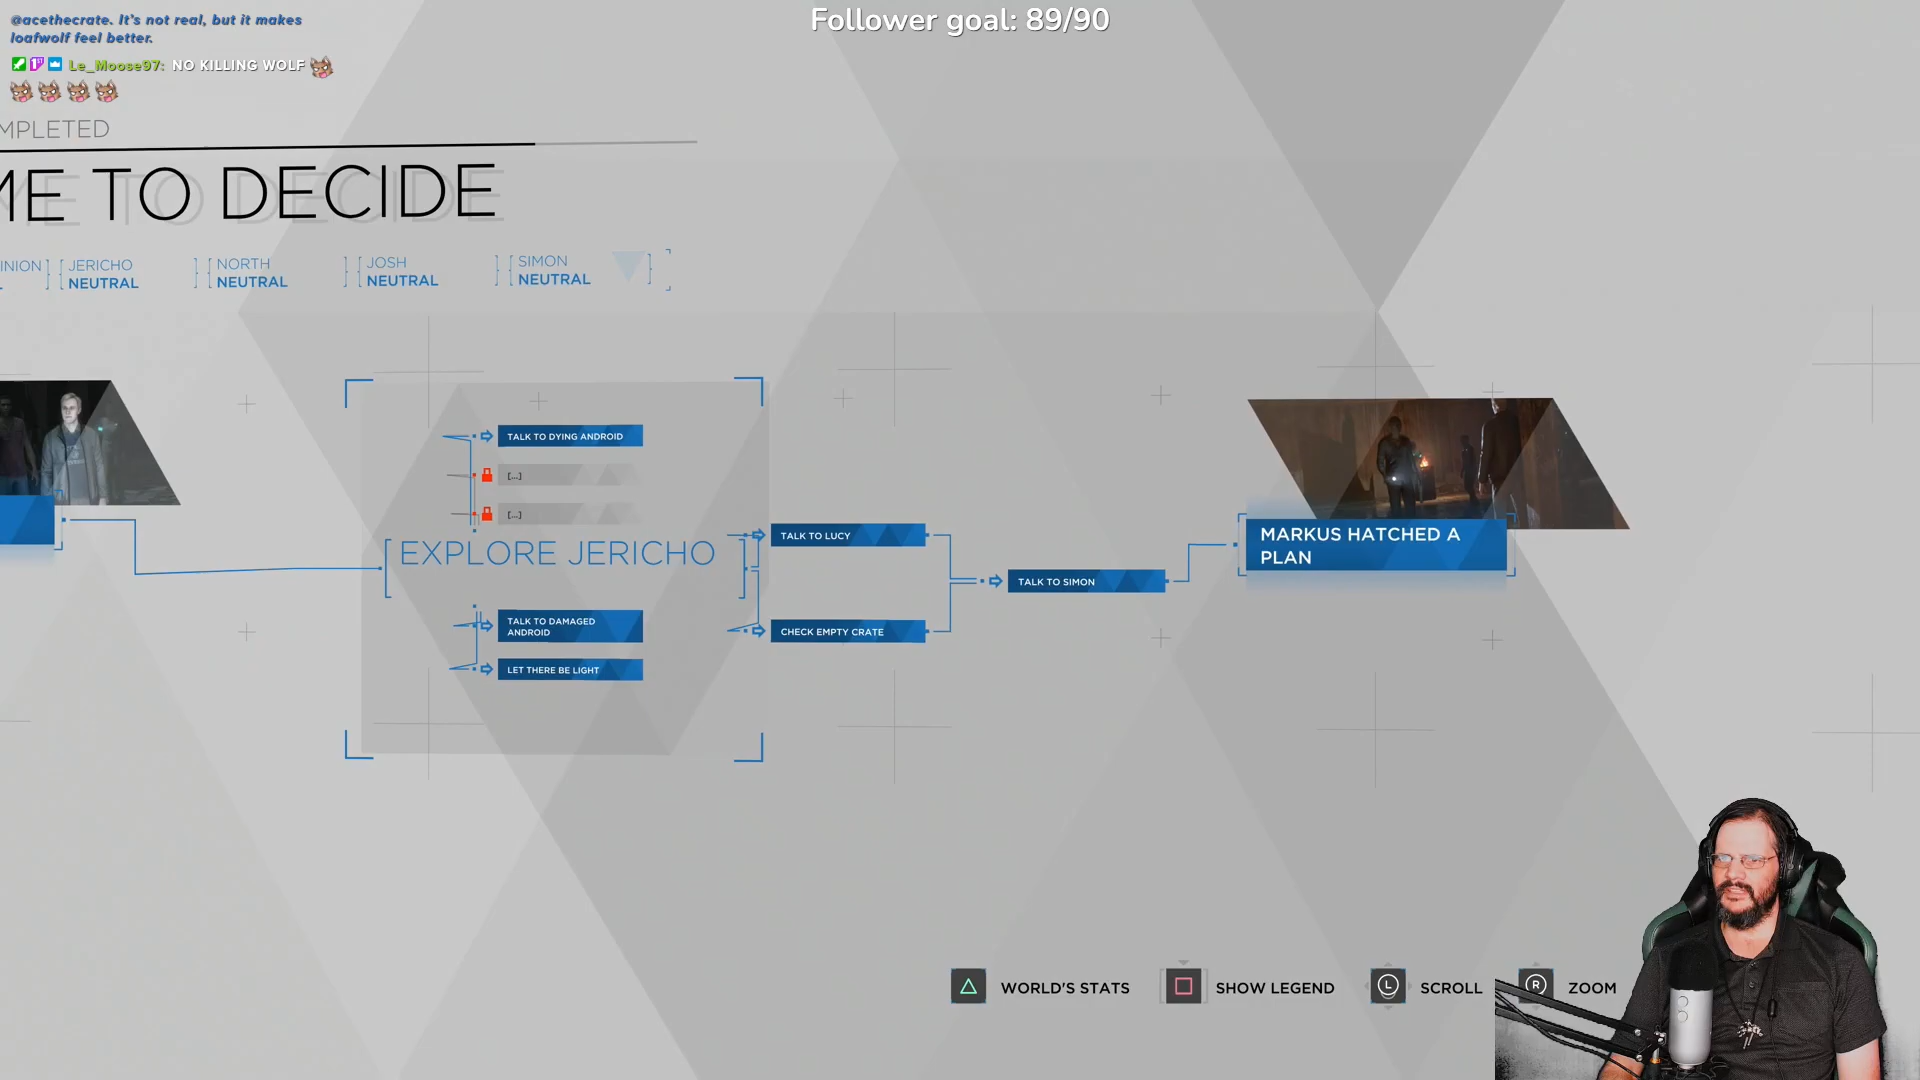 @acethecrate. It's not real, but it makes
loafwolf feel better.
Le_Moose97: NO KILLING WOLF
Follower goal: 89/90
MPLETED
ME TO DECIDE
INION
JERICHO
NEUTRAL
NORTH
NEUTRAL
JOSH
NEUTRAL
SIMON
NEUTRAL
TALK TO DYING ANDROID
[...]
[...]
EXPLORE JERICHO
TALK TO DAMAGED
ANDROID
LET THERE BE LIGHT
TALK TO LUCY
CHECK EMPTY CRATE
TALK TO SIMON
MARKUS HATCHED A
PLAN
WORLD'S STATS
SHOW LEGEND
L
SCROLL
R
ZOOM